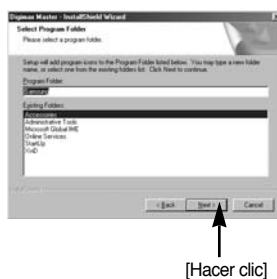 Digimax Master - InstallShield Wizard
Select Program Folder
Please select a program folder.
Setup will add program icons to the Program Folder listed below. You may type a new folder
name, or select one from the existing folders list. Click Next to continue.
Program Folder:
Samsung
Existing Folders:
Accessories
Administrative Tools
Microsoft Global IME
Online Services
StartUp
XviD
< Back
Next >
Cancel
[Hacer clic]